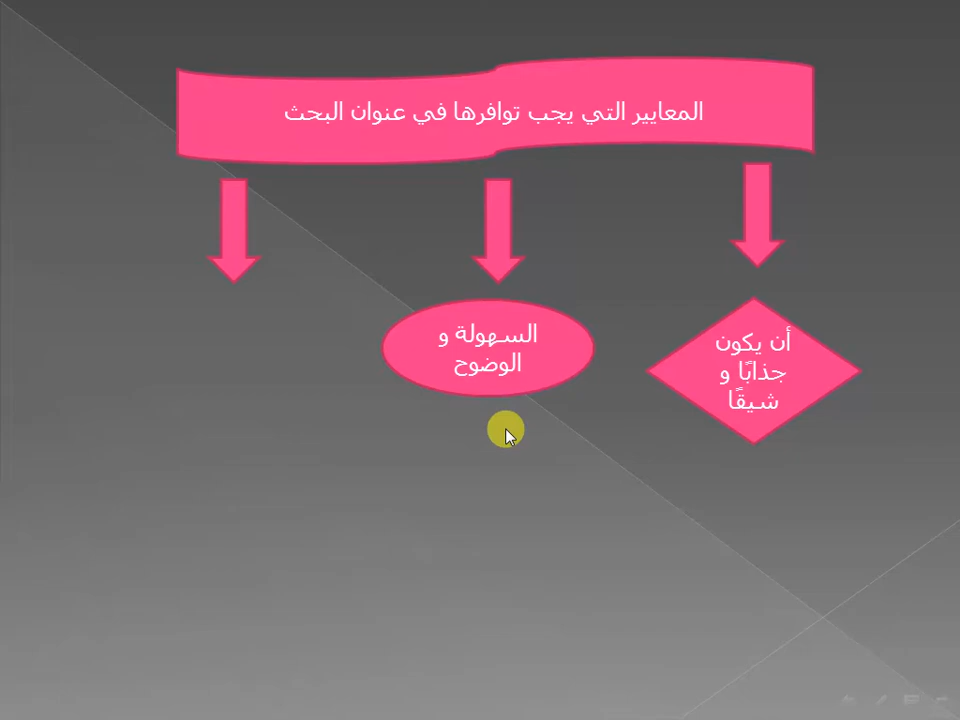 المعايير التي يجب توافرها في عنوان البحث
أن يكون
جذابًا و
شيقًا
السهولة و
الوضوح